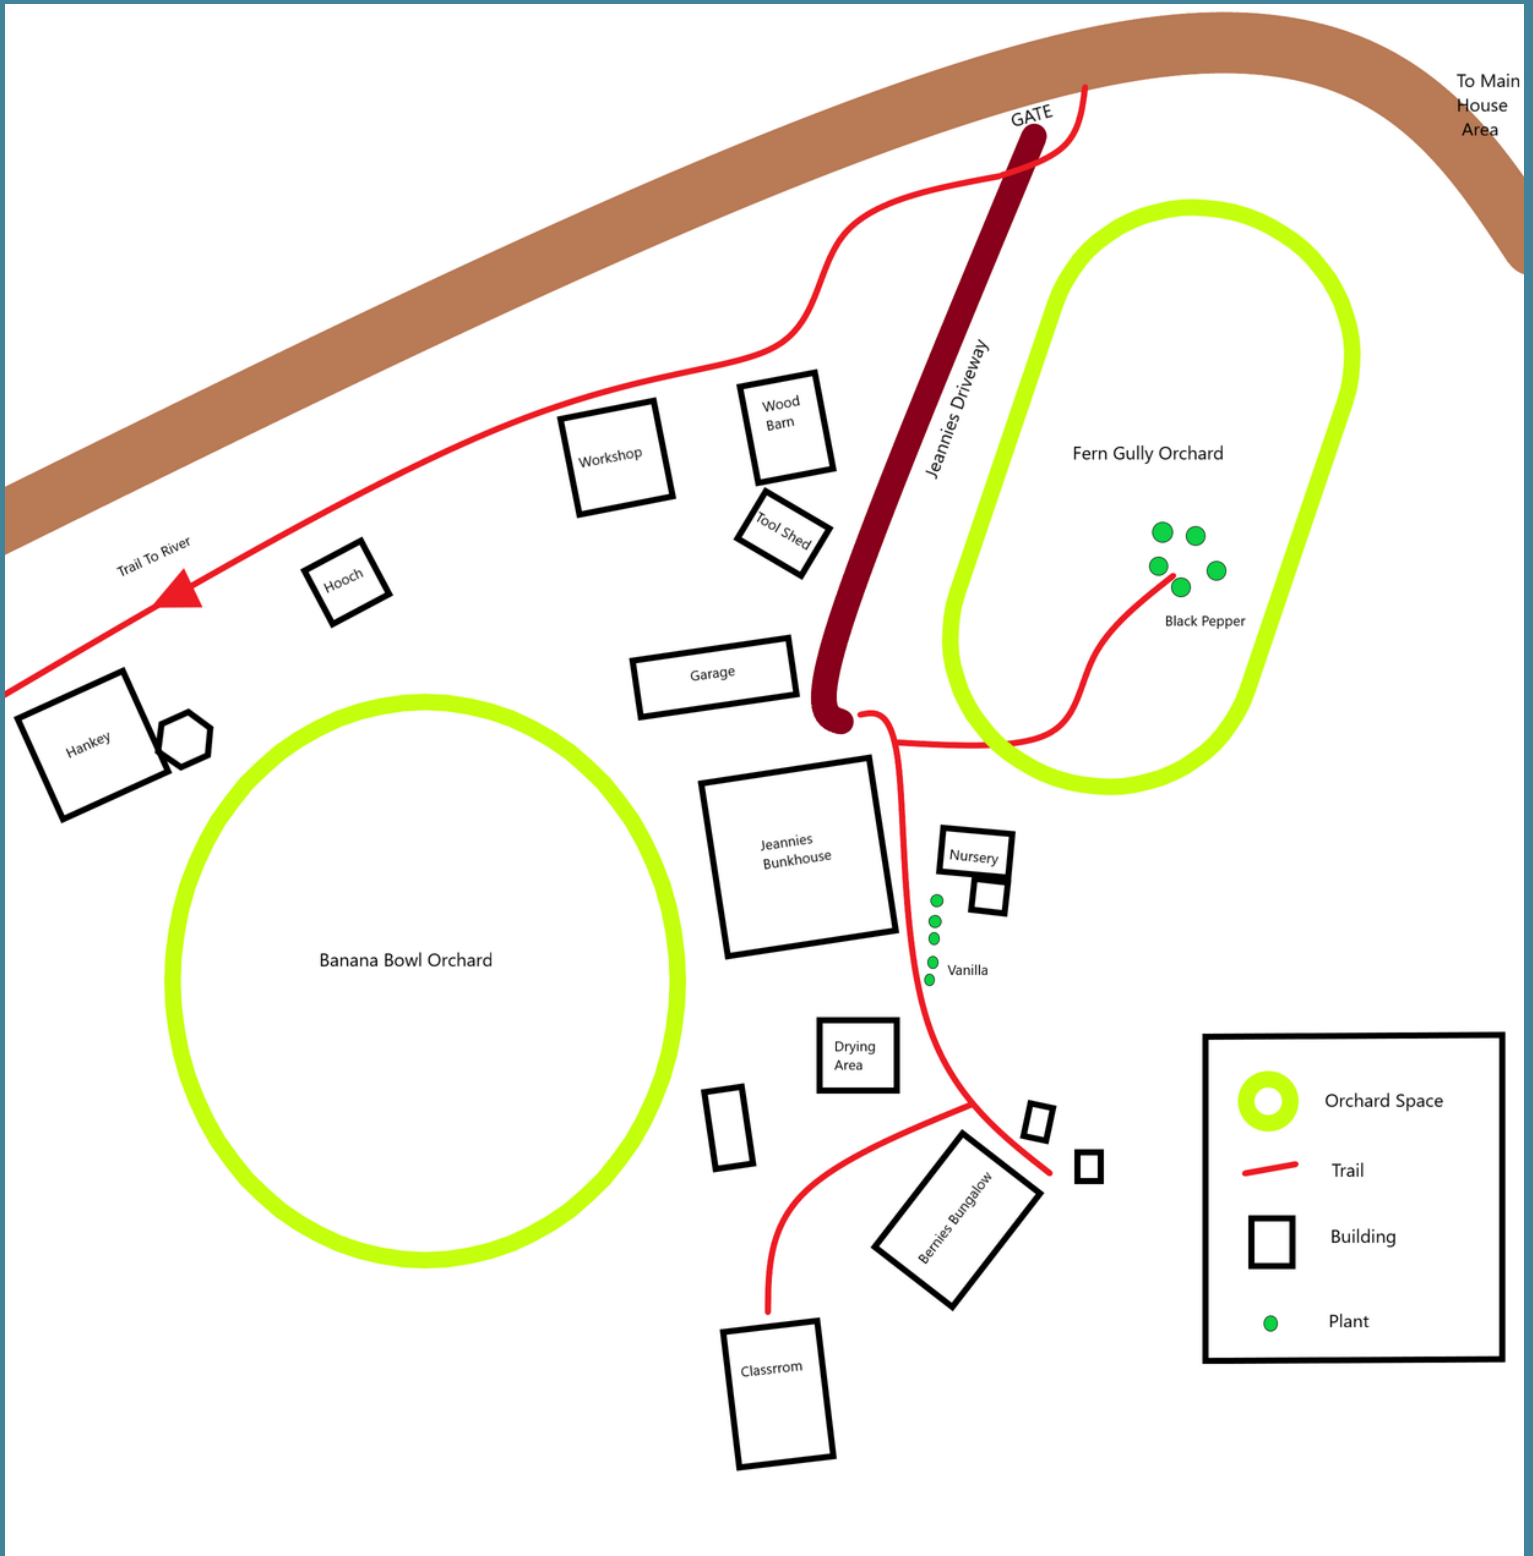 To Main
House
Area
GATE
Jeannies Driveway
Wood
Barn
Workshop
Fern Gully Orchard
Tool Shed
Trail To River
Hooch
Black Pepper
Garage
Hankey
Jeannies
Bunkhouse
Nursery
Banana Bowl Orchard
Vanilla
Drying
Area
Bernies Bungalow
Classrrom
Orchard Space
Trail
Building
Plant